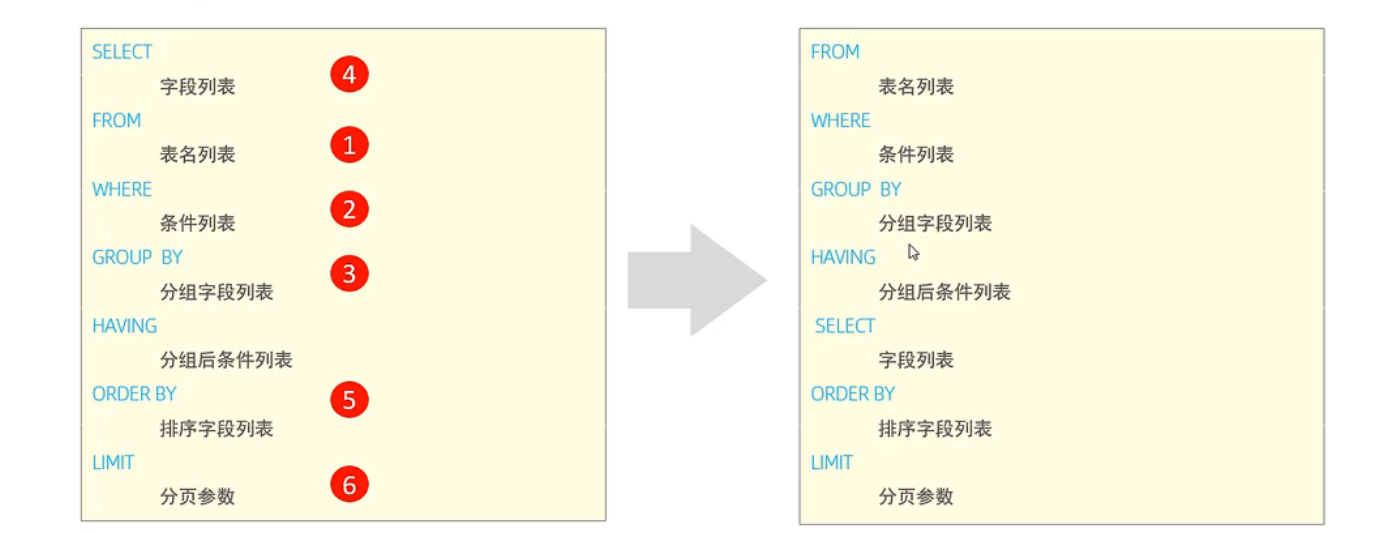 SELECT
字段列表
4
FROM
表名列表
1
WHERE
条件列表
2
GROUP BY
分组字段列表
3
HAVING
分组后条件列表
ORDER BY
5
排序字段列表
LIMIT
分页参数
6
FROM
表名列表
WHERE
条件列表
GROUP BY
分组字段列表
HAVING
分组后条件列表
SELECT
字段列表
ORDER BY
排序字段列表
LIMIT
分页参数